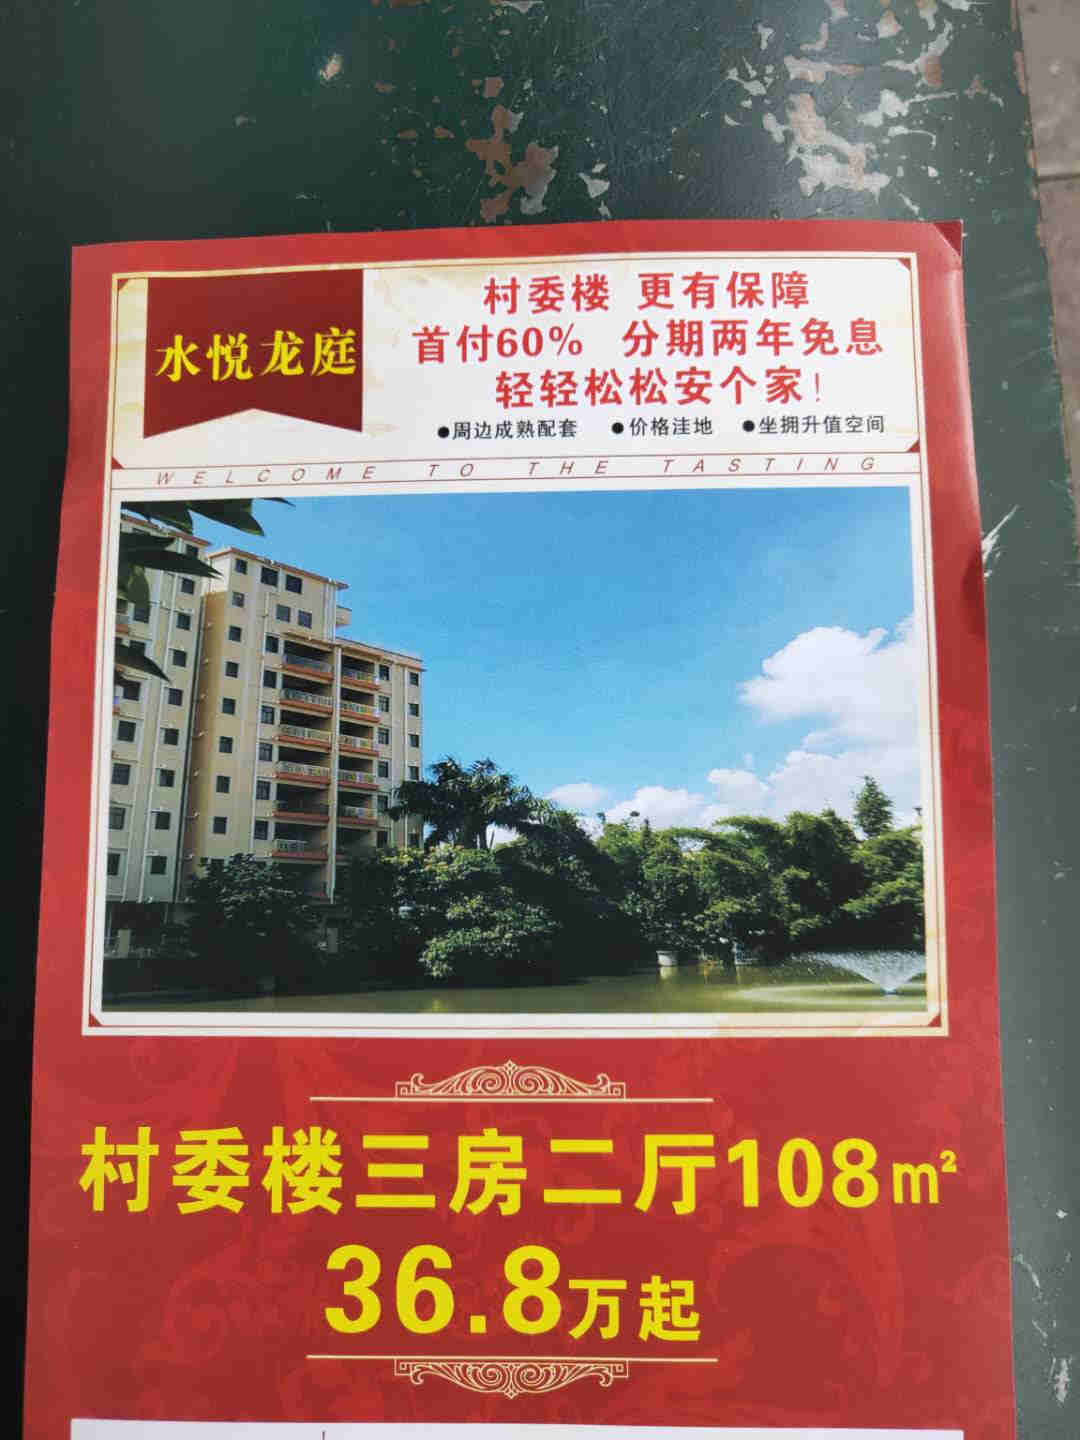 水悦龙庭
村委楼 更有保障
首付60% 分期两年免息
轻轻松松安个家!
●周边成熟配套 ●价格洼地 ●坐拥升值空间
WELCOME TO THE TASTING
村委楼三房二厅108m²
36.8万起